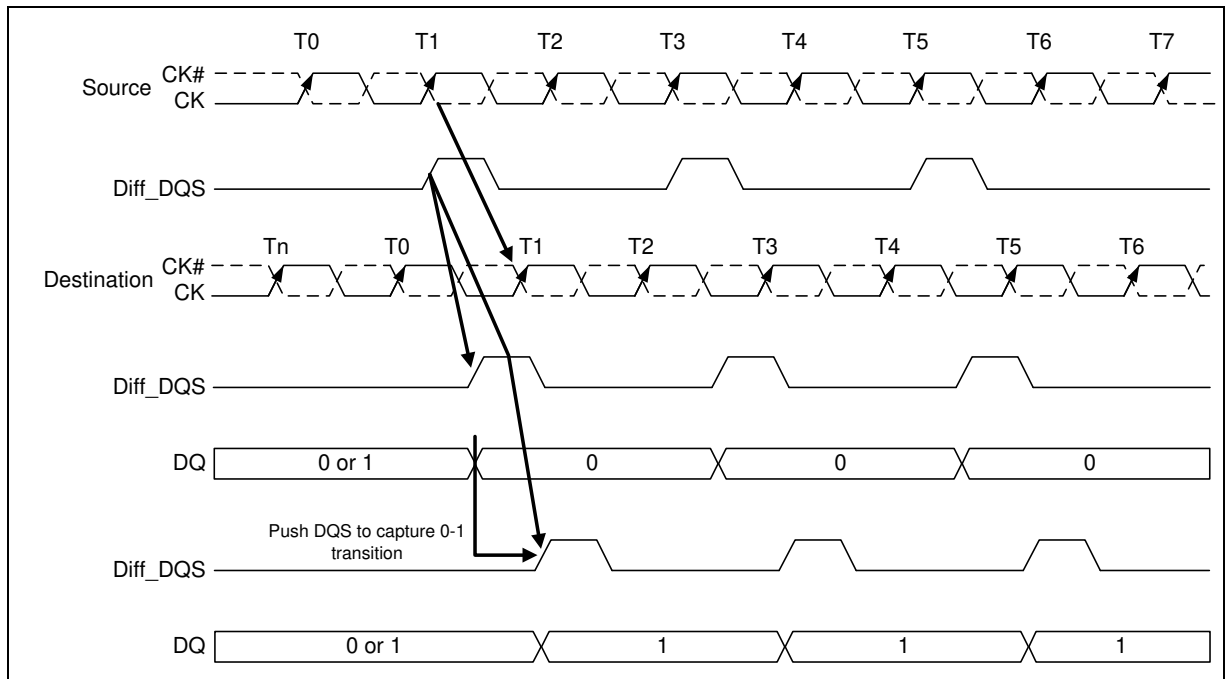 T0 T1 T2 T3 T4 T5 T6 T7
Source CK#
CK
Diff_DQS
Tn T0 T1 T2 T3 T4 T5 T6
Destination CK#
CK
Diff_DQS
DQ 0 or 1 0 0 0
Push DQS to capture 0-1
transition
Diff_DQS
DQ 0 or 1 1 1 1